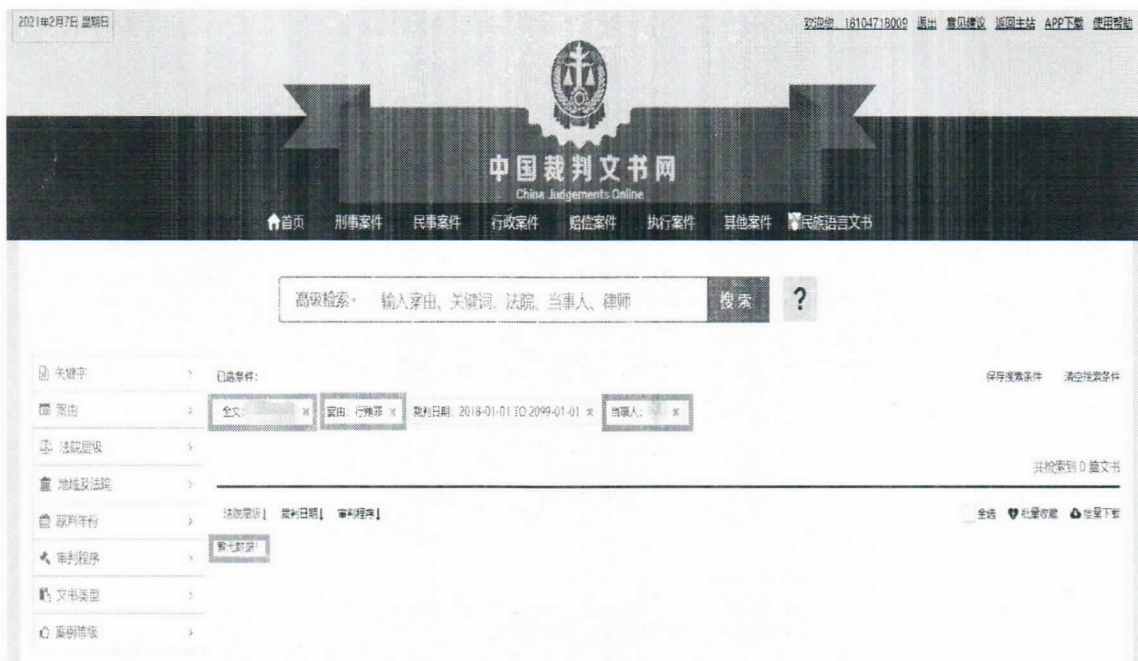 2021年2月7日 星期日
欢迎您，16104718009 退出 意见建议 返回主站 APP下载 使用帮助
中国裁判文书网
China Judgements Online
首页 刑事案件 民事案件 行政案件 赔偿案件 执行案件 其他案件 民族语言文书
高级检索 输入案由、关键词、法院、当事人、律师 搜索 ?
关键字
案由
法院层级
地域及法院
裁判年份
审判程序
文书类型
案例等级
已选条件： 保存搜索条件 清空搜索条件
全文： × 案由：行贿罪 × 裁判日期：2018-01-01 TO 2099-01-01 × 当事人： ×
共检索到 0 篇文书
法院层级↓ 裁判日期↓ 审判程序↓ 全选 批量收藏 批量下载
暂无数据!